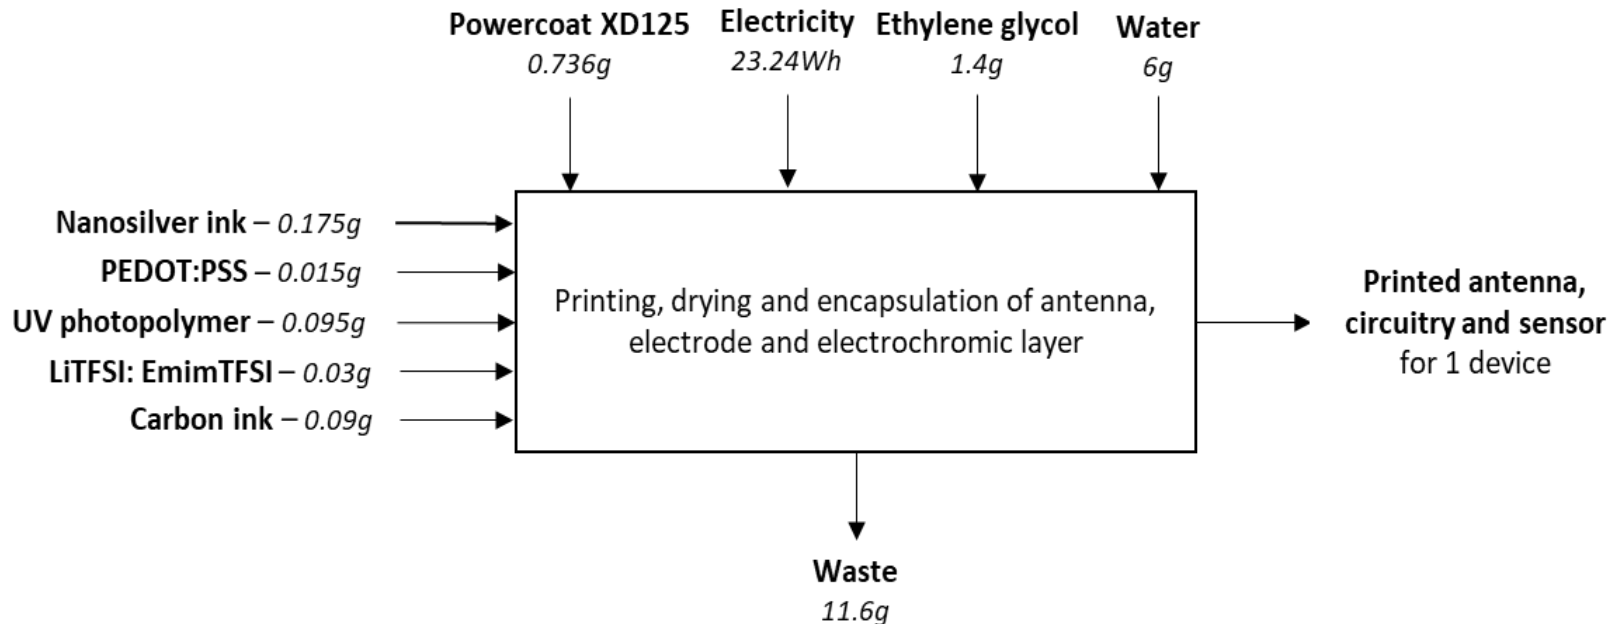 Powercoat XD125
0.736g
Electricity
23.24Wh
Ethylene glycol
1.4g
Water
6g
Nanosilver ink – 0.175g
PEDOT:PSS – 0.015g
UV photopolymer – 0.095g
LiTFSI: EmimTFSI – 0.03g
Carbon ink – 0.09g
Printing, drying and encapsulation of antenna,
electrode and electrochromic layer
Printed antenna,
circuitry and sensor
for 1 device
Waste
11.6g